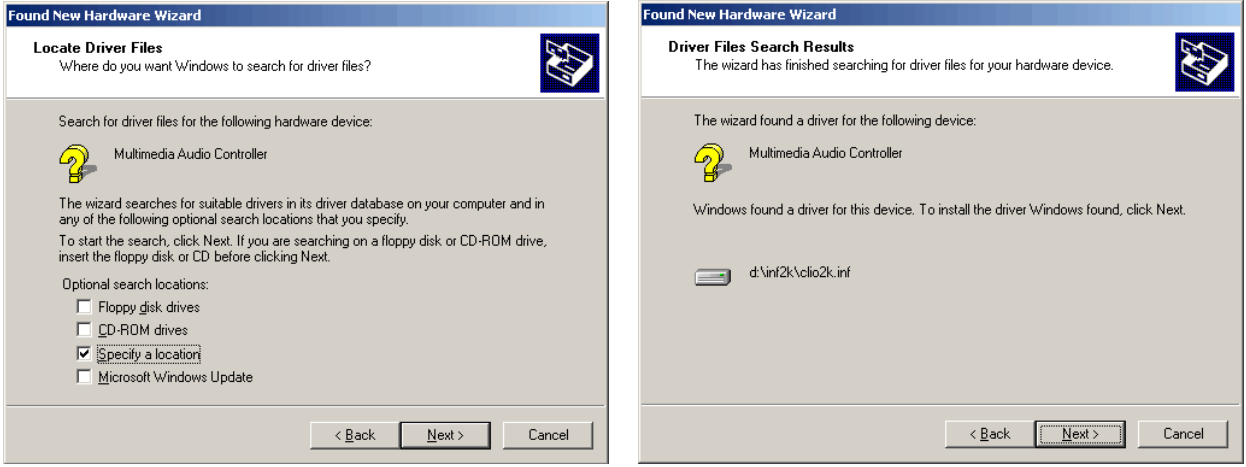 Found New Hardware Wizard
Locate Driver Files
Where do you want Windows to search for driver files?
Search for driver files for the following hardware device:
Multimedia Audio Controller
The wizard searches for suitable drivers in its driver database on your computer and in
any of the following optional search locations that you specify.
To start the search, click Next. If you are searching on a floppy disk or CD-ROM drive,
insert the floppy disk or CD before clicking Next.
Optional search locations:
Floppy disk drives
CD-ROM drives
Specify a location
Microsoft Windows Update
< Back
Next >
Cancel
Found New Hardware Wizard
Driver Files Search Results
The wizard has finished searching for driver files for your hardware device.
The wizard found a driver for the following device:
Multimedia Audio Controller
Windows found a driver for this device. To install the driver Windows found, click Next.
d:\inf2k\clio2k.inf
< Back
Next >
Cancel